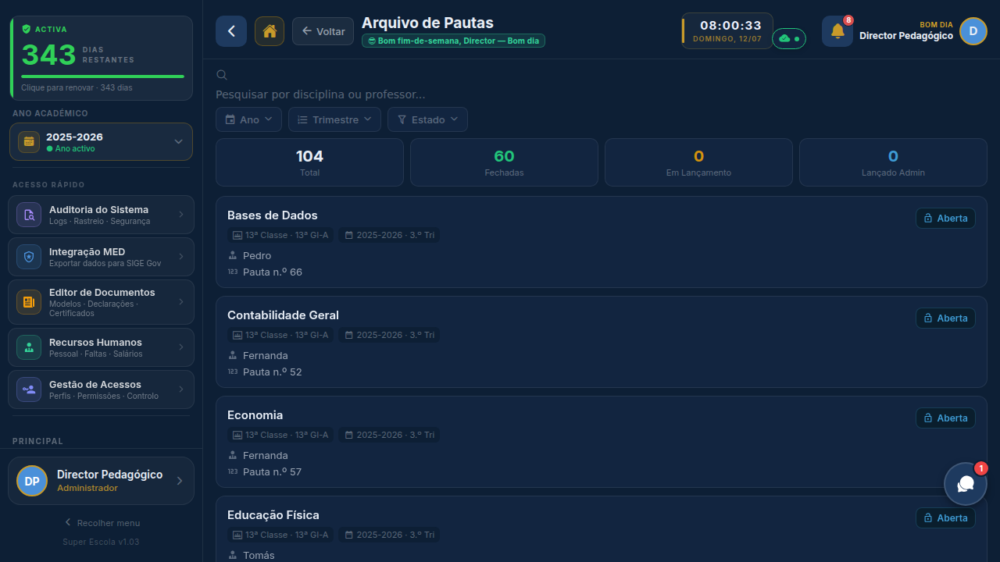 ACTIVA
343 DIAS RESTANTES
Clique para renovar · 343 dias
ANO ACADÉMICO
2025-2026
Ano activo
ACESSO RÁPIDO
Auditoria do Sistema
Logs · Rastreio · Segurança
Integração MED
Exportar dados para SIGE Gov
Editor de Documentos
Modelos · Declarações ·
Certificados
Recursos Humanos
Pessoal · Faltas · Salários
Gestão de Acessos
Perfis · Permissões · Controlo
PRINCIPAL
DP
Director Pedagógico
Administrador
Recolher menu
Super Escola v1.03
Voltar
Arquivo de Pautas
😎 Bom fim-de-semana, Director — Bom dia
08:00:33
DOMINGO, 12/07
8
BOM DIA
Director Pedagógico
D
Pesquisar por disciplina ou professor...
Ano
Trimestre
Estado
104
Total
60
Fechadas
0
Em Lançamento
0
Lançado Admin
Bases de Dados
Aberta
13ª Classe · 13ª GI-A
2025-2026 · 3.º Tri
Pedro
123 Pauta n.º 66
Contabilidade Geral
Aberta
13ª Classe · 13ª GI-A
2025-2026 · 3.º Tri
Fernanda
123 Pauta n.º 52
Economia
Aberta
13ª Classe · 13ª GI-A
2025-2026 · 3.º Tri
Fernanda
123 Pauta n.º 57
1
Educação Física
Aberta
13ª Classe · 13ª GI-A
2025-2026 · 3.º Tri
Tomás